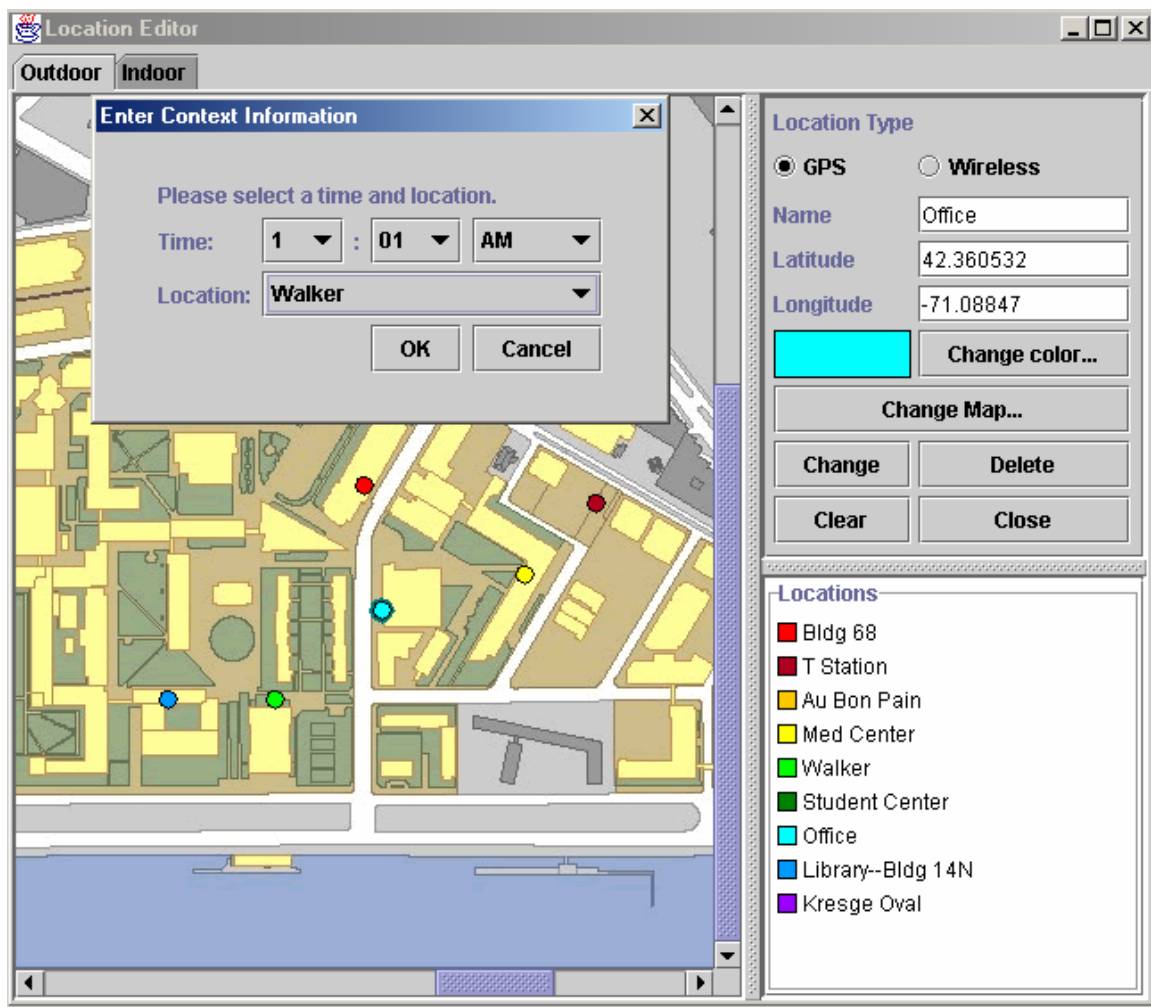 Location Editor
Outdoor Indoor
Enter Context Information
Please select a time and location.
Time: 1 : 01 AM
Location: Walker
OK Cancel
Location Type
GPS Wireless
Name Office
Latitude 42.360532
Longitude -71.08847
Change color...
Change Map...
Change Delete
Clear Close
Locations
Bldg 68
T Station
Au Bon Pain
Med Center
Walker
Student Center
Office
Library--Bldg 14N
Kresge Oval